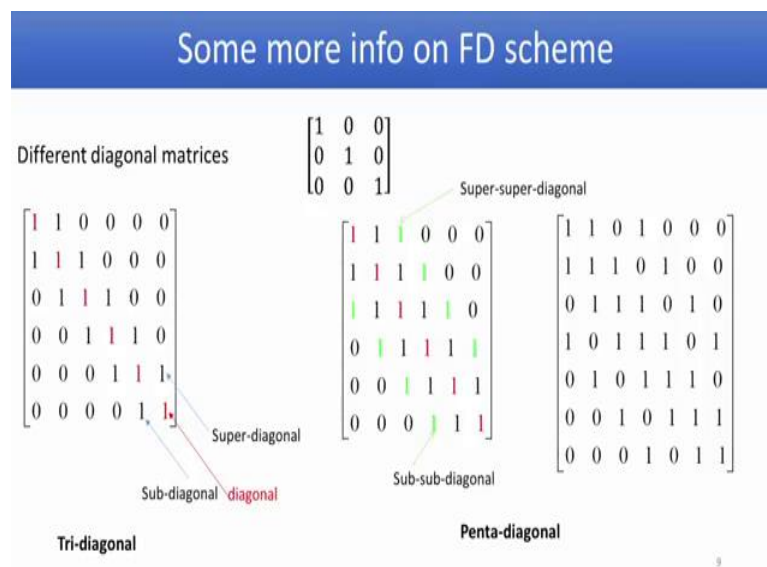 Some more info on FD scheme
Different diagonal matrices
1 0 0
0 1 0
0 0 1
1 1 0 0 0 0
1 1 1 0 0 0
0 1 1 1 0 0
0 0 1 1 1 0
0 0 0 1 1 1
0 0 0 0 1 1
Super-diagonal
Sub-diagonal diagonal
Tri-diagonal
Super-super-diagonal
1 1 1 0 0 0
1 1 1 1 0 0
1 1 1 1 1 0
0 1 1 1 1 1
0 0 1 1 1 1
0 0 0 1 1 1
Sub-sub-diagonal
1 1 0 1 0 0 0
1 1 1 0 1 0 0
0 1 1 1 0 1 0
1 0 1 1 1 0 1
0 1 0 1 1 1 0
0 0 1 0 1 1 1
0 0 0 1 0 1 1
Penta-diagonal
9